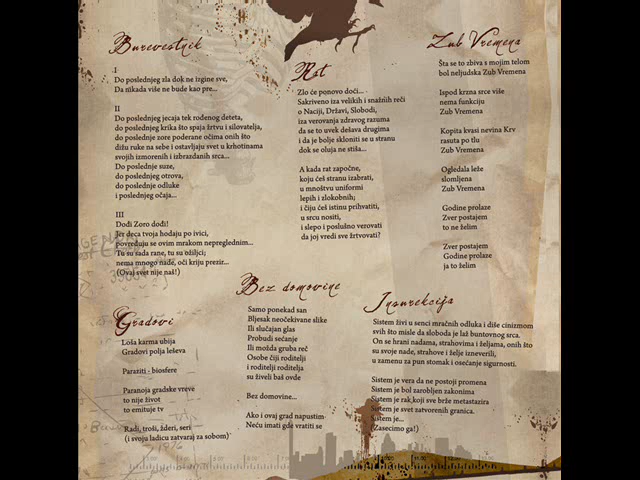 Burevestnik
I
Do poslednjeg zla dok ne izgine sve,
Da nikada više ne bude kao pre...
II
Do poslednjeg jecaja tek rođenog deteta,
do poslednjeg krika što spaja žrtvu i silovatelja,
do poslednje zore poderane očima onih što
dižu ruke na sebe i ostavljaju svet u krhotinama
svojih izmorenih i izbrazdanih srca...
Do poslednje suze,
do poslednjeg otrova,
do poslednje odluke
i poslednjeg očaja...
III
Dođi Zoro dođi!
Jer deca tvoja hodaju po ivici,
povređuju se ovim mrakom nepreglednim...
Tu su sada rane, tu su ožiljci;
nema mnogo nade, oči kriju prezir...
(Ovaj svet nije naš!)
Rat
Zlo će ponovo doći...
Sakriveno iza velikih i snažnih reči
o Naciji, Državi, Slobodi,
iza verovanja zdravog razuma
da se to uvek dešava drugima
i da je bolje skloniti se u stranu
dok se oluja ne stiša...
A kada rat započne,
koju ćeš stranu izabrati,
u mnoštvu uniformi
lepih i zlokobnih;
i čiju ćeš istinu prihvatiti,
u srcu nositi,
i slepo i poslušno verovati
da joj vredi sve žrtvovati?
Zub Vremena
Šta se to zbiva s mojim telom
bol neljudska Zub Vremena
Ispod krzna srce više
nema funkciju
Zub Vremena
Kopita kvasi nevina Krv
rasuta po tlu
Zub Vremena
Ogledala leže
slomljena
Zub Vremena
Godine prolaze
Zver postajem
to ne želim
Zver postajem
Godine prolaze
ja to želim
Gradovi
Loša karma ubija
Gradovi polja leševa
Paraziti - biosfere
Paranoja gradske vreve
to nije život
to emituje tv
Radi, troši, žderi, seri
(i svoju ladicu zatvaraj za sobom)
Bez domovine
Samo ponekad san
Bljesak neočekivane slike
Ili slučajan glas
Probudi sećanje
Ili možda gruba reč
Osobe čiji roditelji
i roditelji roditelja
su živeli baš ovde
Bez domovine...
Ako i ovaj grad napustim
Neću imati gde vratiti se
Insurekcija
Sistem živi u senci mračnih odluka i diše cinizmom
svih što misle da sloboda je laž buntovnog srca.
On se hrani nadama, strahovima i željama, onih što
su svoje nade, strahove i želje izneverili,
u zamenu za pun stomak i osećanje sigurnosti.
Sistem je vera da ne postoji promena
Sistem je bol zarobljen zakonima
Sistem je rak koji sve brže metastazira
Sistem je svet zatvorenih granica.
Sistem je...
(Zasecimo ga!)